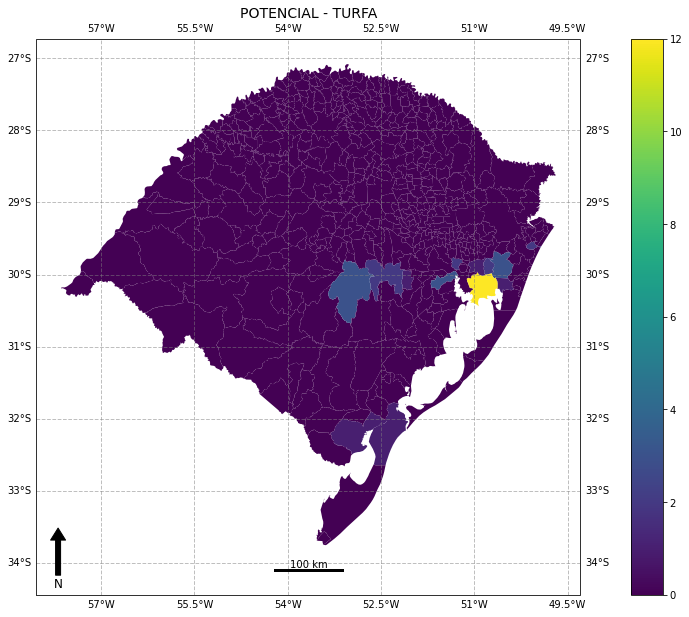 POTENCIAL - TURFA
57°W 55.5°W 54°W 52.5°W 51°W 49.5°W
12
27°S 27°S
28°S 28°S
10
29°S 29°S
8
30°S 30°S
6
31°S 31°S
4
32°S 32°S
2
33°S 33°S
34°S 34°S
100 km
N
0
57°W 55.5°W 54°W 52.5°W 51°W 49.5°W